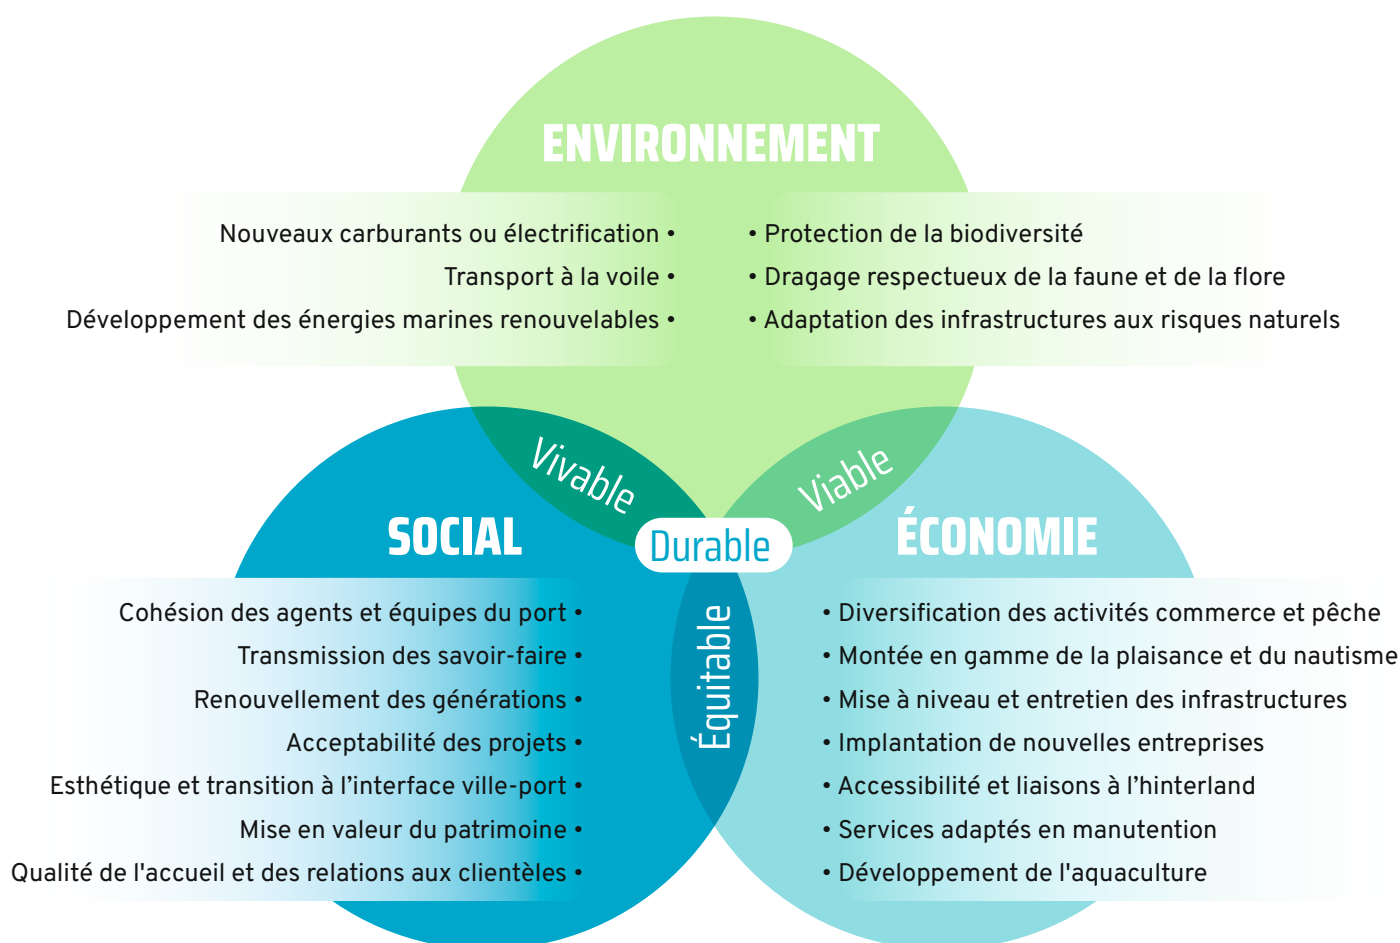 ENVIRONNEMENT
Nouveaux carburants ou électrification •
Transport à la voile •
Développement des énergies marines renouvelables •
• Protection de la biodiversité
• Dragage respectueux de la faune et de la flore
• Adaptation des infrastructures aux risques naturels
Vivable
Viable
Durable
Équitable
SOCIAL
Cohésion des agents et équipes du port •
Transmission des savoir-faire •
Renouvellement des générations •
Acceptabilité des projets •
Esthétique et transition à l’interface ville-port •
Mise en valeur du patrimoine •
Qualité de l'accueil et des relations aux clientèles •
ÉCONOMIE
• Diversification des activités commerce et pêche
• Montée en gamme de la plaisance et du nautisme
• Mise à niveau et entretien des infrastructures
• Implantation de nouvelles entreprises
• Accessibilité et liaisons à l’hinterland
• Services adaptés en manutention
• Développement de l'aquaculture